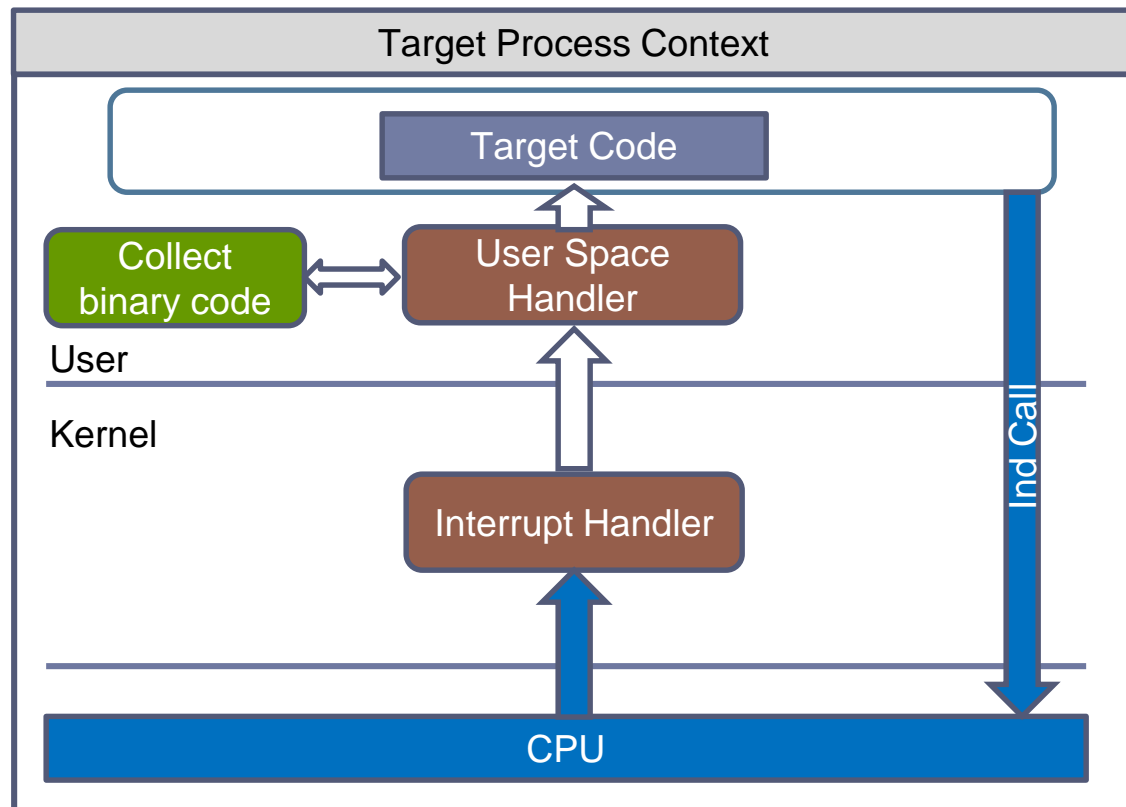 Target Process Context
Target Code
Collect
binary code
User Space
Handler
User
Kernel
Ind Call
Interrupt Handler
CPU